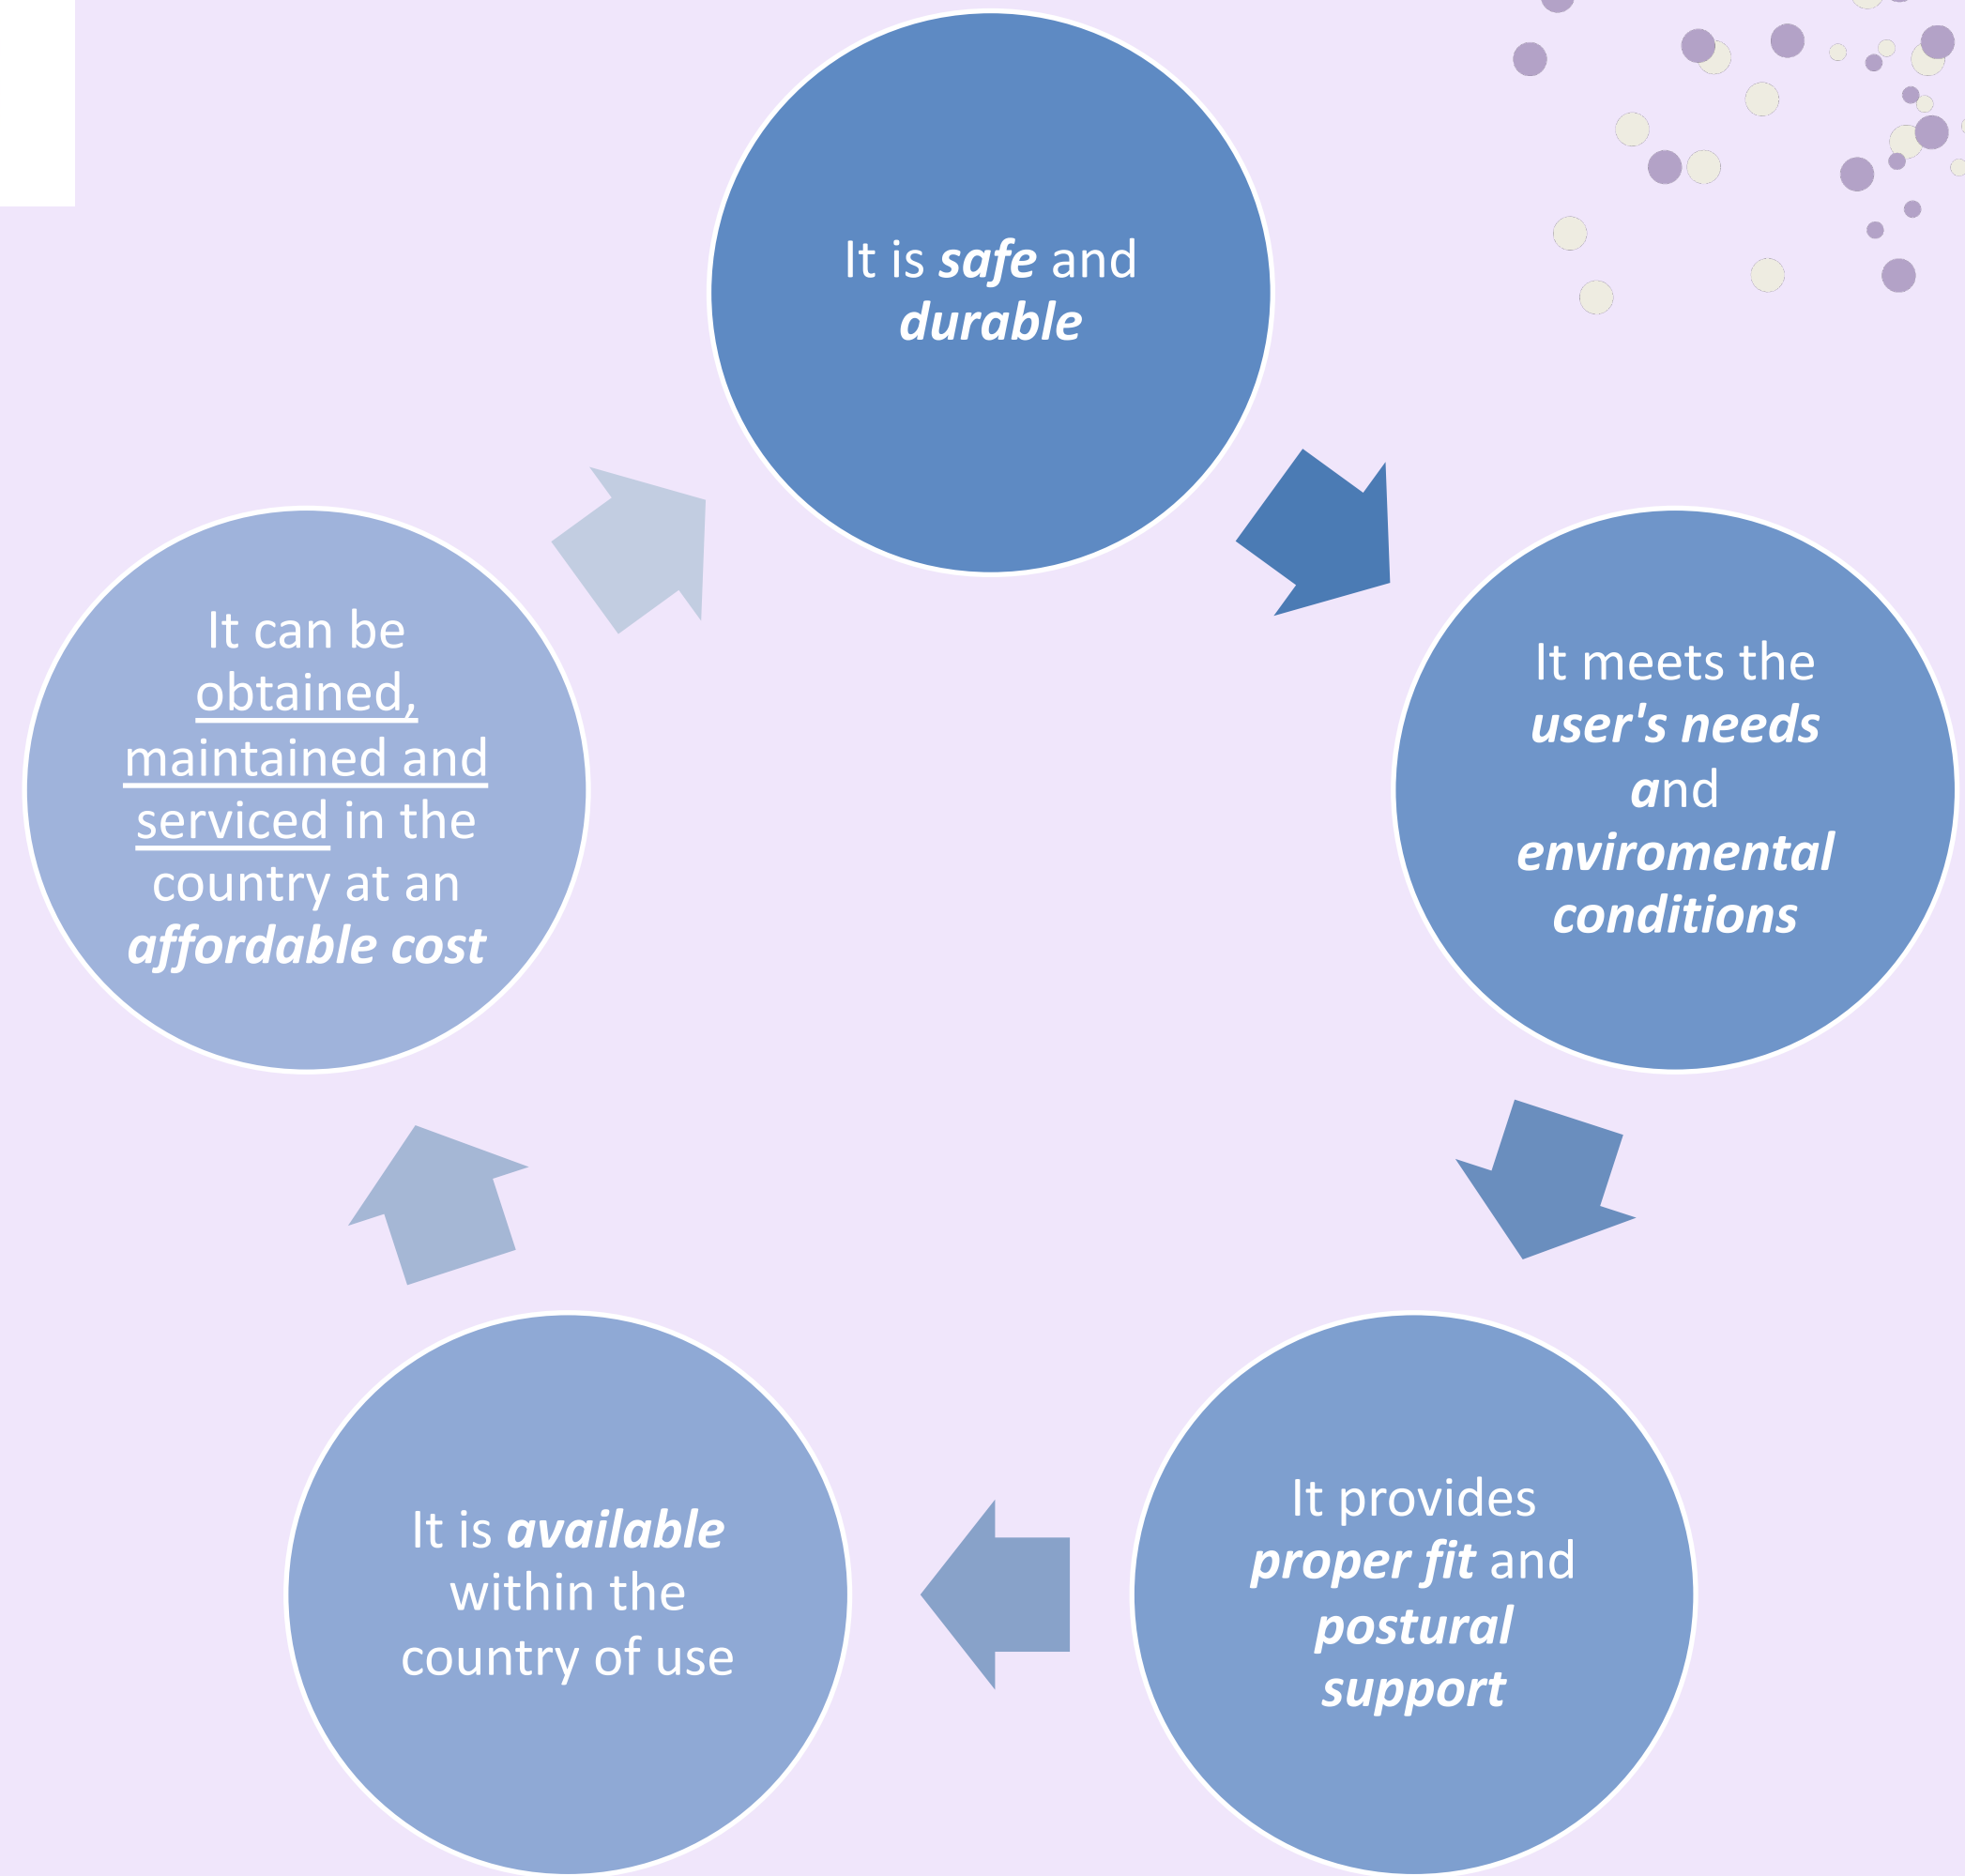 It is safe and
durable
It meets the
user's needs
and
enviromental
conditions
It provides
proper fit and
postural
support
It is available
within the
country of use
It can be
obtained,
maintained and
serviced in the
country at an
affordable cost